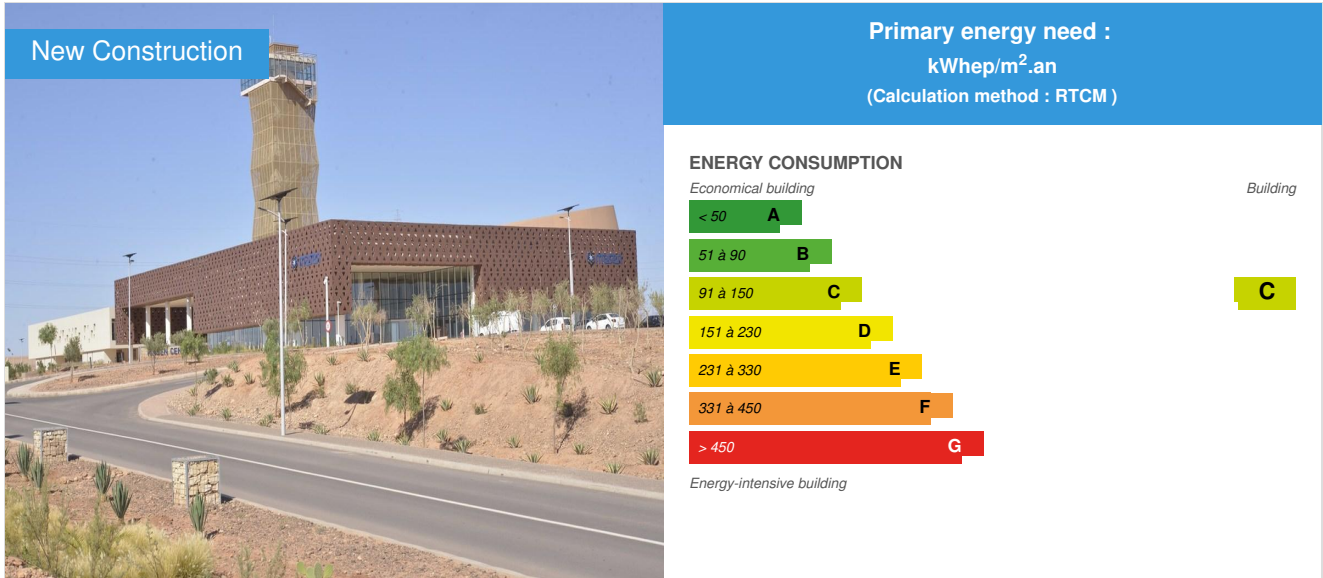 New Construction
Primary energy need :
kWhep/m².an
(Calculation method : RTCM )
ENERGY CONSUMPTION
Economical building
Building
< 50 A
51 à 90 B
91 à 150 C
C
151 à 230 D
231 à 330 E
331 à 450 F
> 450 G
Energy-intensive building